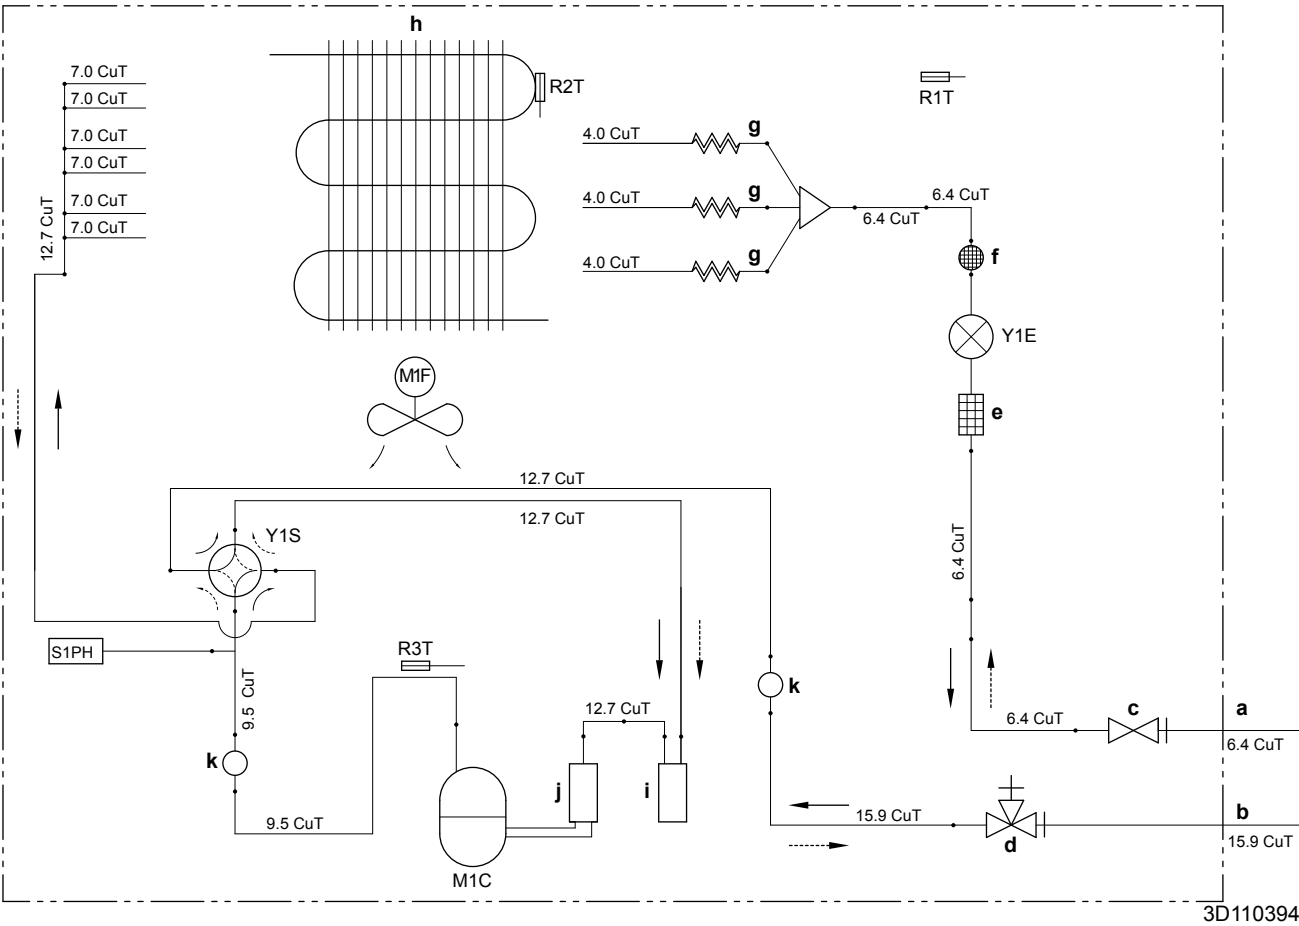 h
7.0 CuT
7.0 CuT
7.0 CuT
7.0 CuT
7.0 CuT
7.0 CuT
12.7 CuT
R2T
R1T
4.0 CuT
g
4.0 CuT
g
4.0 CuT
g
6.4 CuT
6.4 CuT
f
Y1E
e
M1F
12.7 CuT
12.7 CuT
Y1S
6.4 CuT
S1PH
R3T
9.5 CuT
k
9.5 CuT
M1C
12.7 CuT
j
i
k
6.4 CuT
c
a
6.4 CuT
15.9 CuT
d
b
15.9 CuT
3D110394